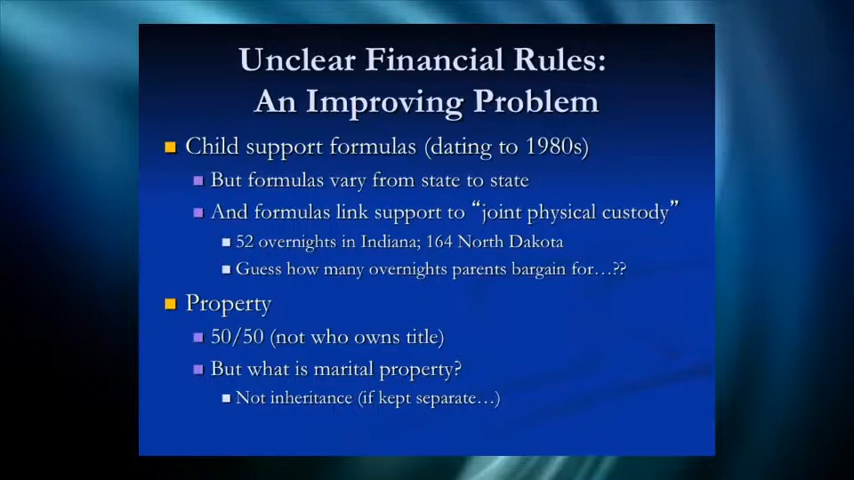 Unclear Financial Rules:
An Improving Problem
Child support formulas (dating to 1980s)
But formulas vary from state to state
And formulas link support to “joint physical custody”
52 overnights in Indiana; 164 North Dakota
Guess how many overnights parents bargain for…??
Property
50/50 (not who owns title)
But what is marital property?
Not inheritance (if kept separate…)